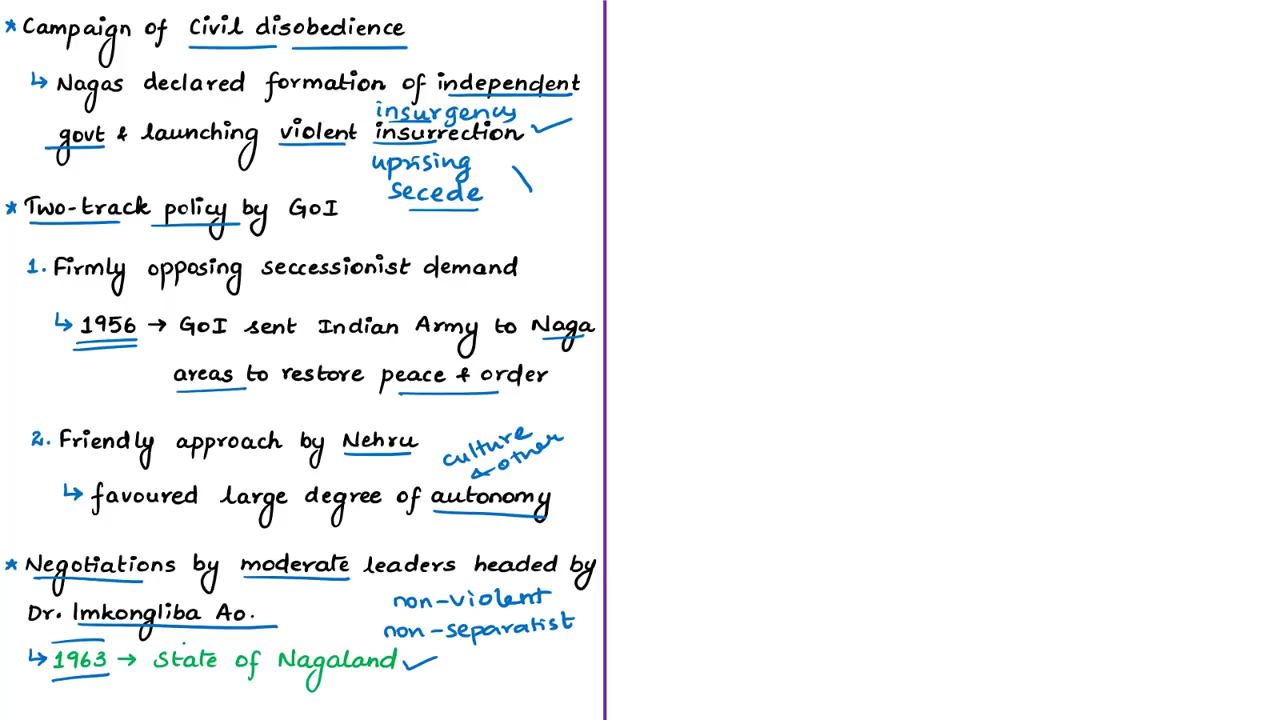 * Campaign of Civil disobedience
↳ Nagas declared formation of independent
insurgency
govt & launching violent insurrection
uprising
secede
* Two-track policy by GoI
1. Firmly opposing seccessionist demand
↳ 1956 → GoI sent Indian Army to Naga
areas to restore peace & order
2. Friendly approach by Nehru
culture
& other
↳ favoured large degree of autonomy
* Negotiations by moderate leaders headed by
non-violent
Dr. Imkongliba Ao.
non-separatist
↳ 1963 → State of Nagaland